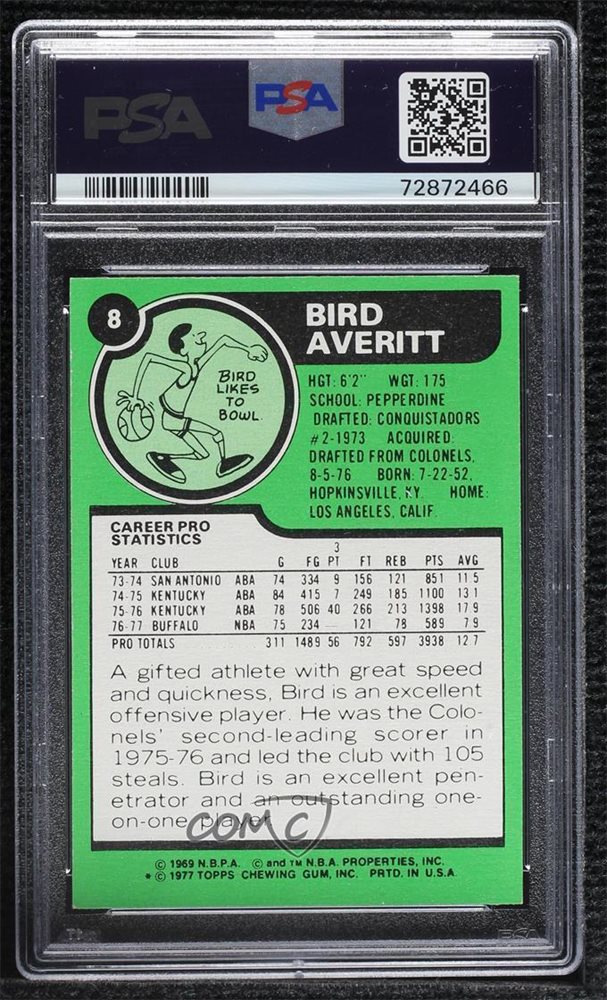 PSA
PSA
72872466
8
BIRD
AVERITT
BIRD
LIKES
TO
BOWL.
HGT: 6'2" WGT: 175
SCHOOL: PEPPERDINE
DRAFTED: CONQUISTADORS
#2-1973 ACQUIRED:
DRAFTED FROM COLONELS,
8-5-76 BORN: 7-22-52,
HOPKINSVILLE, KY. HOME:
LOS ANGELES, CALIF.
CAREER PRO
STATISTICS
3
YEAR CLUB G FG PT FT REB PTS AVG
73-74 SAN ANTONIO ABA 74 334 9 156 121 851 11.5
74-75 KENTUCKY ABA 84 415 7 249 185 1100 13.1
75-76 KENTUCKY ABA 78 506 40 266 213 1398 17.9
76-77 BUFFALO NBA 75 234 — 121 78 589 7.9
PRO TOTALS 311 1489 56 792 597 3938 12.7
A gifted athlete with great speed
and quickness, Bird is an excellent
offensive player. He was the Colo-
nels' second-leading scorer in
1975-76 and led the club with 105
steals. Bird is an excellent pen-
etrator and an outstanding one-
on-one player.
COMC
© 1969 N.B.P.A. © and TM N.B.A. PROPERTIES, INC.
* © 1977 TOPPS CHEWING GUM, INC. PRTD. IN U.S.A.
PSA